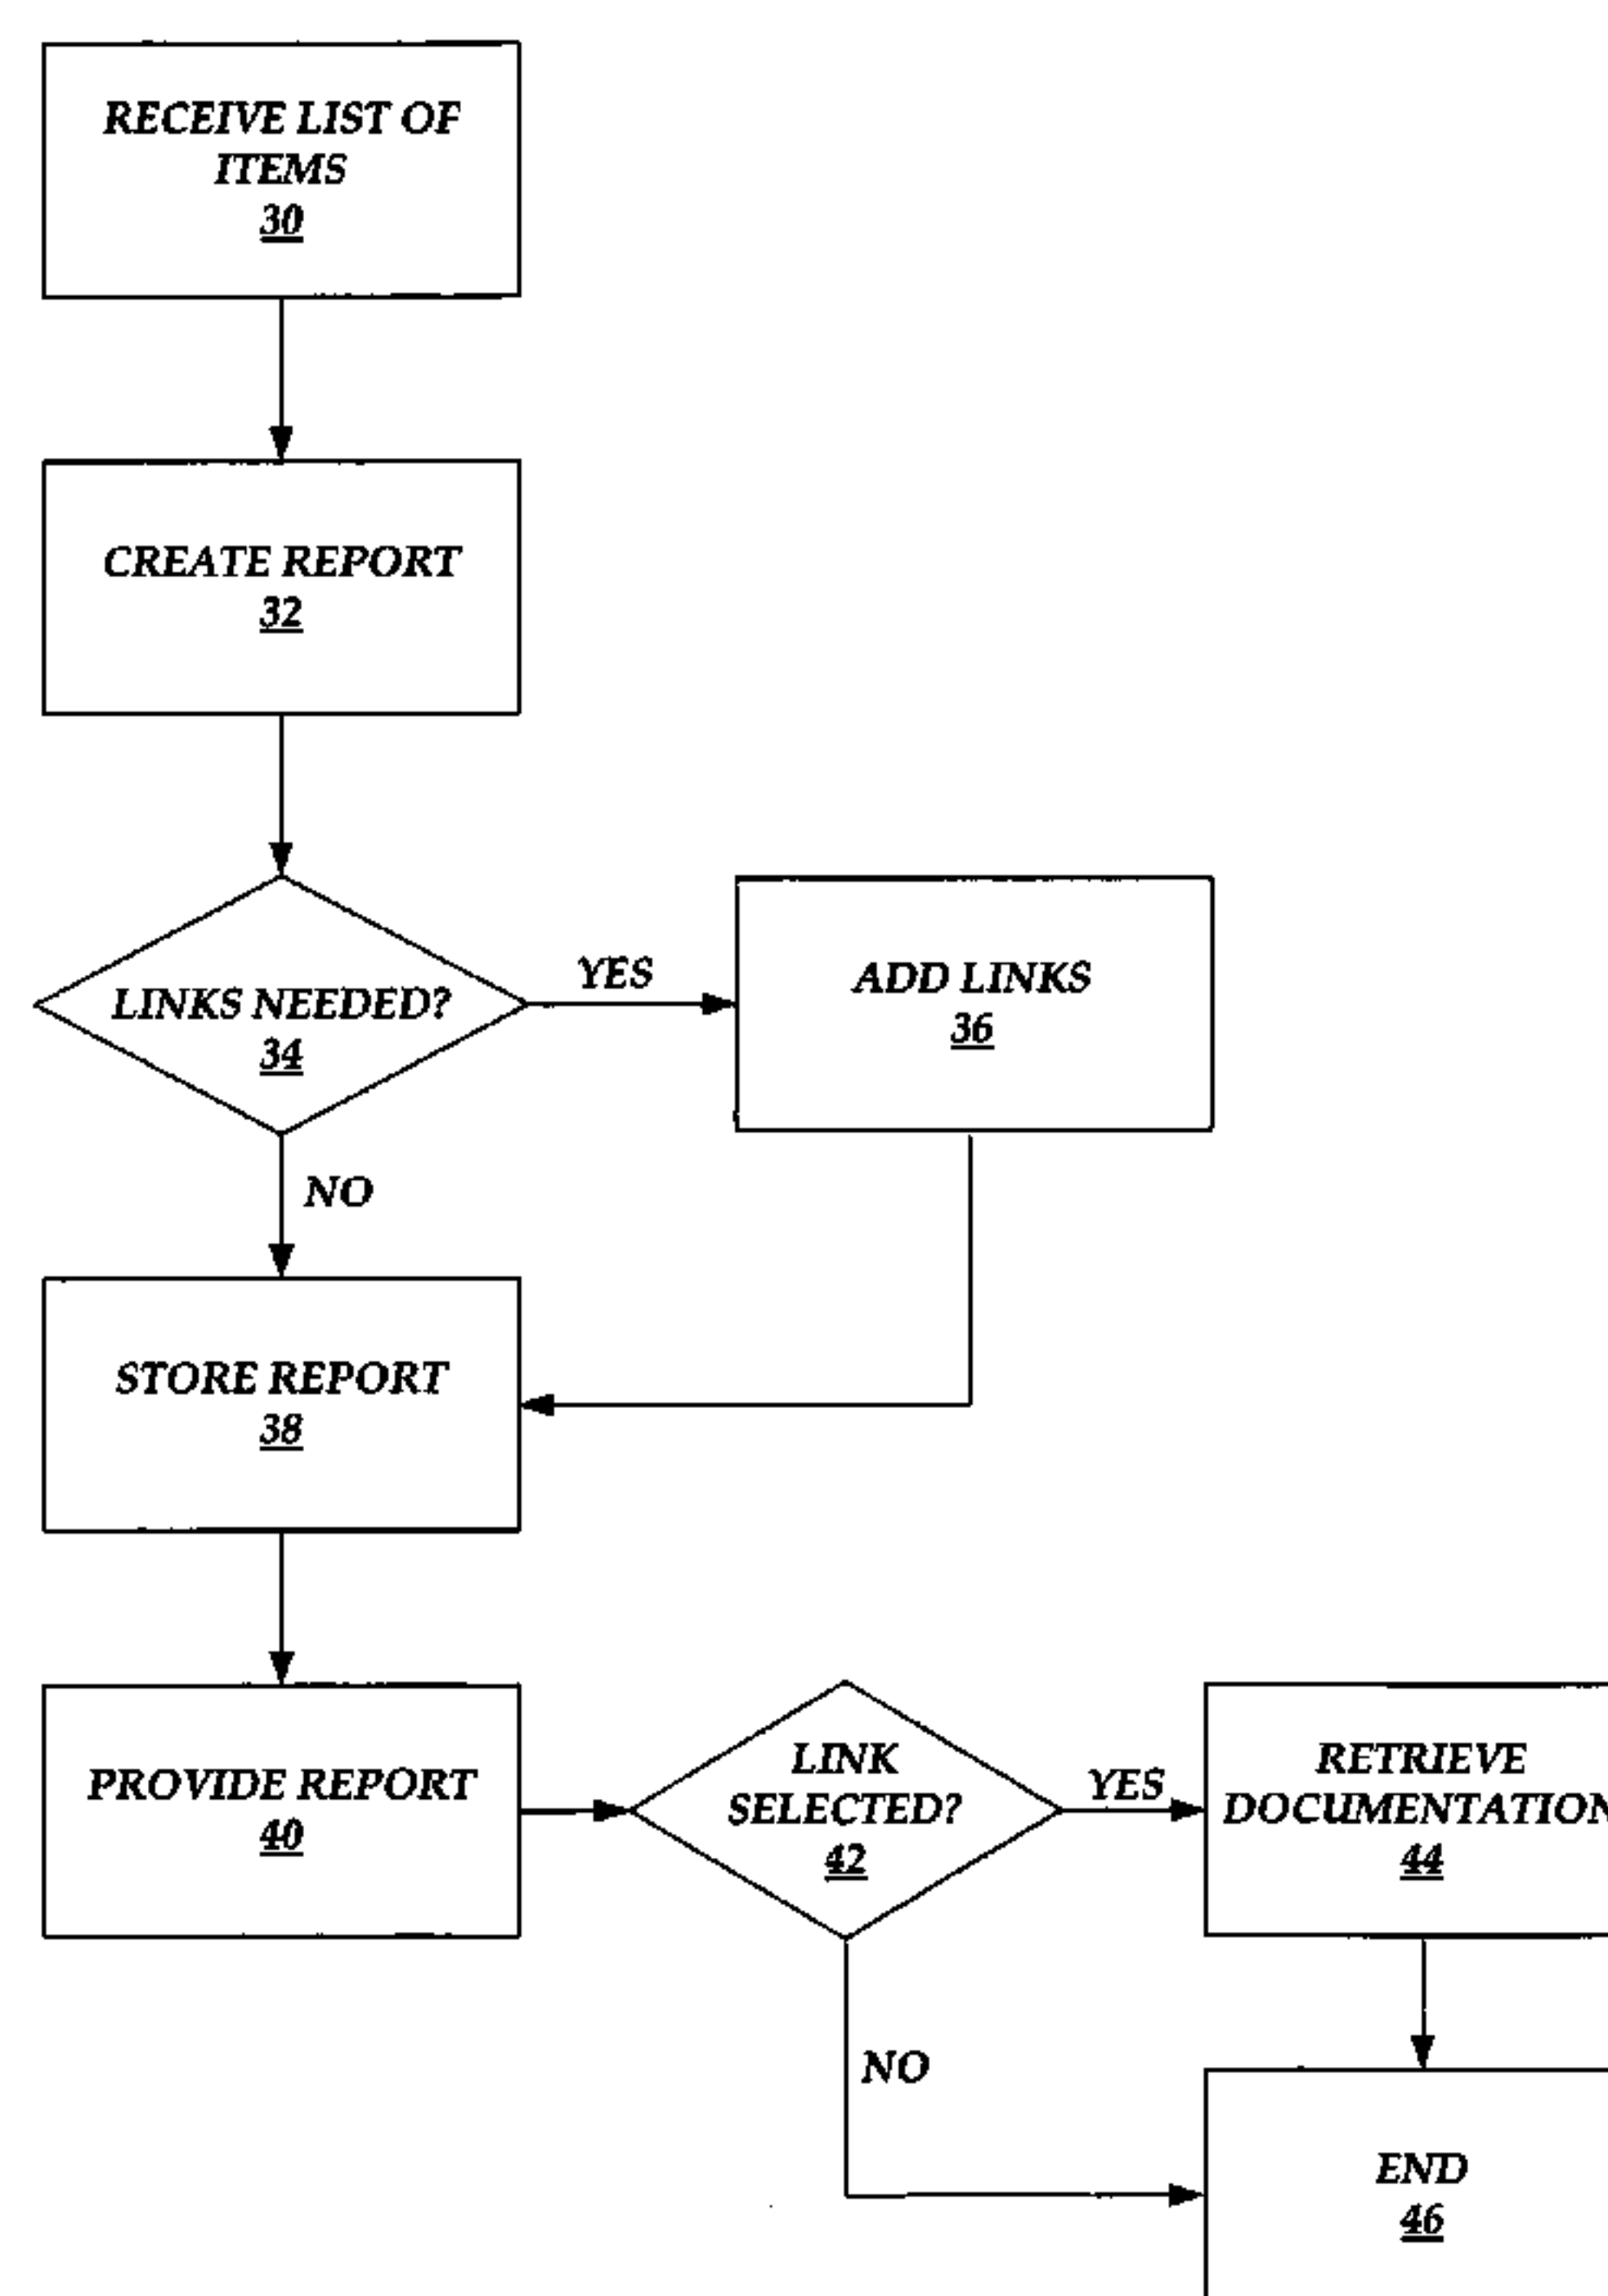 RECEIVE LIST OF
ITEMS
30
CREATE REPORT
32
LINKS NEEDED?
34
YES
ADD LINKS
36
NO
STORE REPORT
38
PROVIDE REPORT
40
LINK
SELECTED?
42
YES
RETRIEVE
DOCUMENTATION
44
NO
END
46